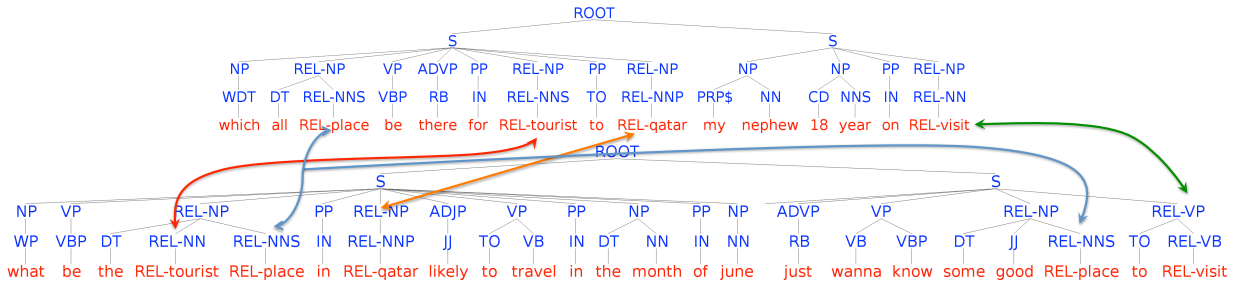 ROOT
S S
NP REL-NP VP ADVP PP REL-NP PP REL-NP NP NP PP REL-NP
WDT DT REL-NNS VBP RB IN REL-NNS TO REL-NNP PRP$ NN CD NNS IN REL-NN
which all REL-place be there for REL-tourist to REL-qatar my nephew 18 year on REL-visit
ROOT
S S
NP VP REL-NP PP REL-NP ADJP VP PP NP PP NP ADVP VP REL-NP REL-VP
WP VBP DT REL-NN REL-NNS IN REL-NNP JJ TO VB IN DT NN IN NN RB VB VBP DT JJ REL-NNS TO REL-VB
what be the REL-tourist REL-place in REL-qatar likely to travel in the month of june just wanna know some good REL-place to REL-visit